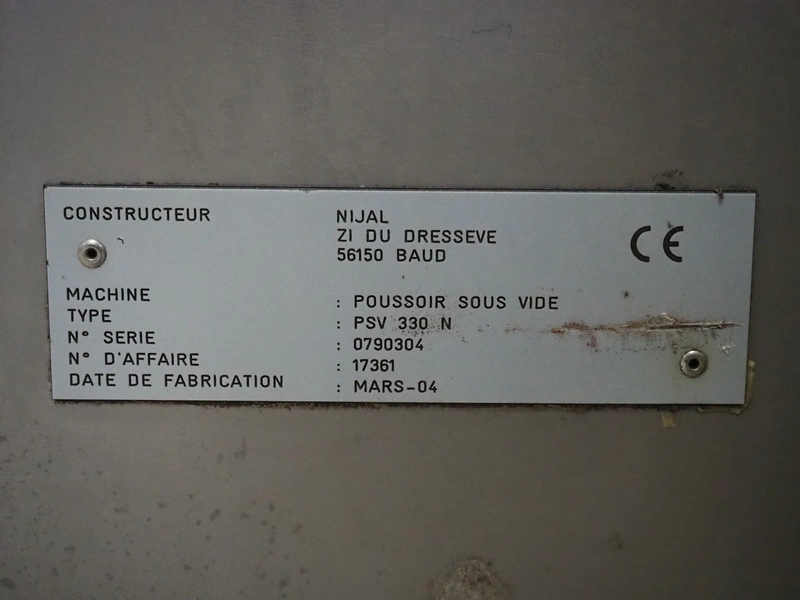 CONSTRUCTEUR NIJAL
ZI DU DRESSEVE
56150 BAUD
CE
MACHINE : POUSSOIR SOUS VIDE
TYPE : PSV 330 N
N° SERIE : 0790304
N° D'AFFAIRE : 17361
DATE DE FABRICATION : MARS-04